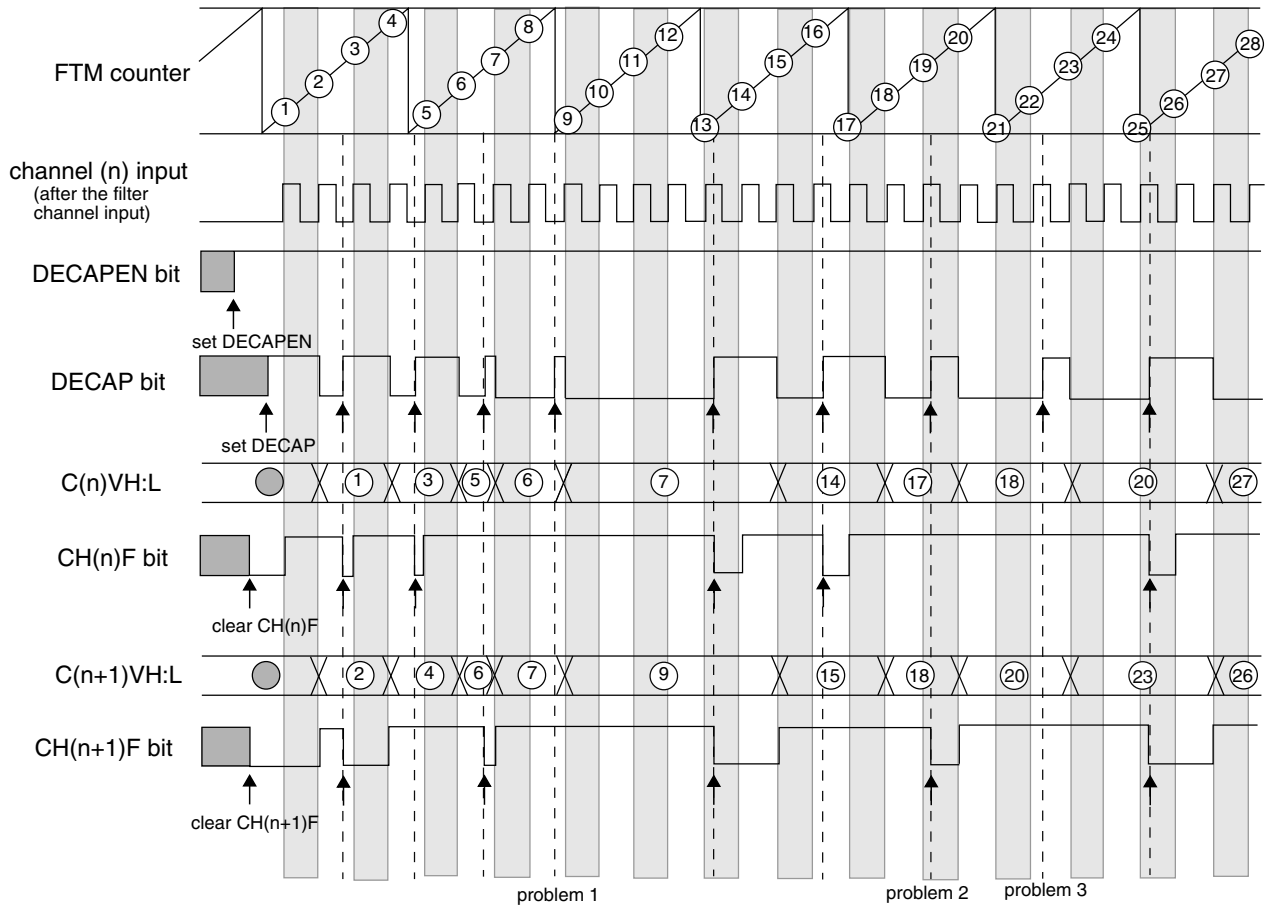 4 8 12 16 20 24 28
3 7 11 15 19 23 27
FTM counter
2 6 10 14 18 22 26
1 5 9 13 17 21 25
channel (n) input
(after the filter
channel input)
DECAPEN bit
set DECAPEN
DECAP bit
set DECAP
C(n)VH:L 1 3 5 6 7 14 17 18 20 27
CH(n)F bit
clear CH(n)F
C(n+1)VH:L 2 4 6 7 9 15 18 20 23 26
CH(n+1)F bit
clear CH(n+1)F
problem 1 problem 2 problem 3